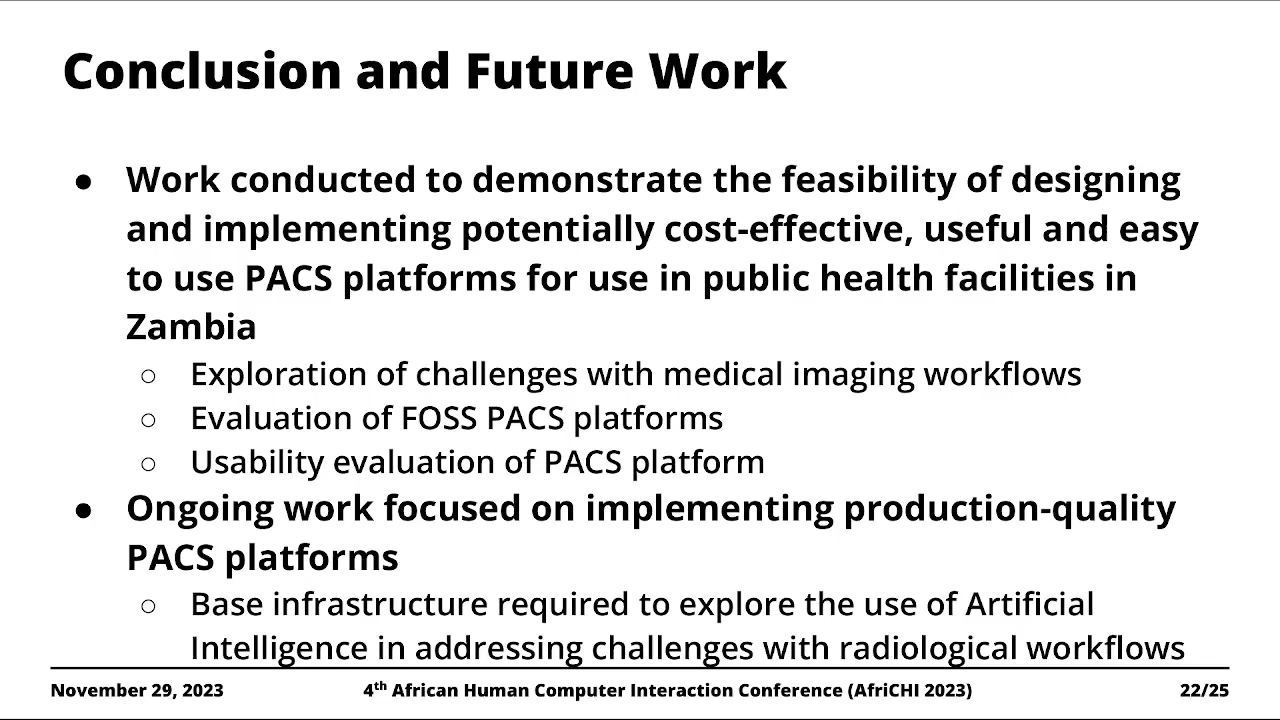 Conclusion and Future Work
● Work conducted to demonstrate the feasibility of designing
and implementing potentially cost-effective, useful and easy
to use PACS platforms for use in public health facilities in
Zambia
○ Exploration of challenges with medical imaging workflows
○ Evaluation of FOSS PACS platforms
○ Usability evaluation of PACS platform
● Ongoing work focused on implementing production-quality
PACS platforms
○ Base infrastructure required to explore the use of Artificial
Intelligence in addressing challenges with radiological workflows
November 29, 2023 4th African Human Computer Interaction Conference (AfriCHI 2023) 22/25